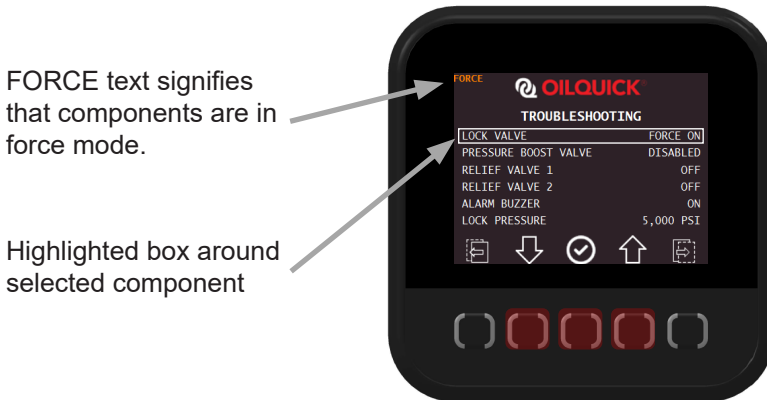 FORCE text signifies
that components are in
force mode.
Highlighted box around
selected component
FORCE
OILQUICK
TROUBLESHOOTING
LOCK VALVE FORCE ON
PRESSURE BOOST VALVE DISABLED
RELIEF VALVE 1 OFF
RELIEF VALVE 2 OFF
ALARM BUZZER ON
LOCK PRESSURE 5,000 PSI